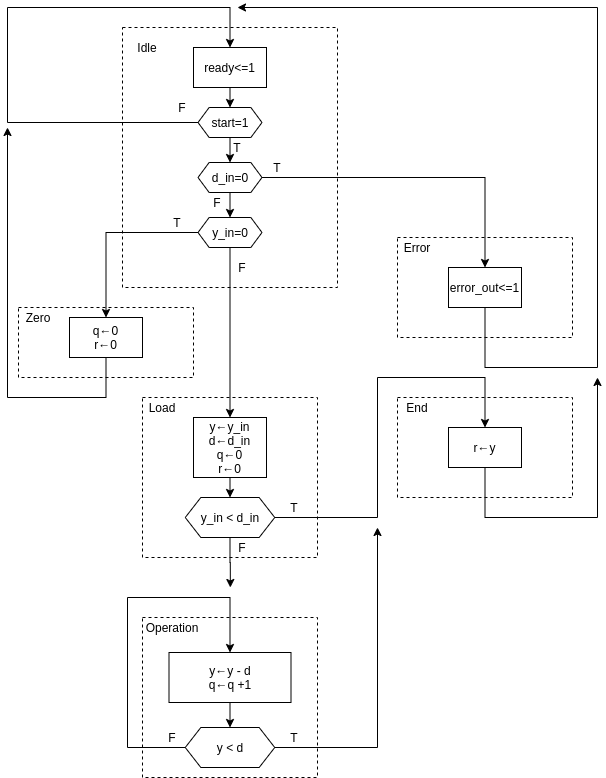 Idle
ready<=1
F
start=1
T
d_in=0
T
F
T
y_in=0
F
Error
error_out<=1
Zero
q←0
r←0
Load
y←y_in
d←d_in
q←0
r←0
y_in < d_in
T
F
End
r←y
Operation
y←y - d
q←q +1
F
y < d
T